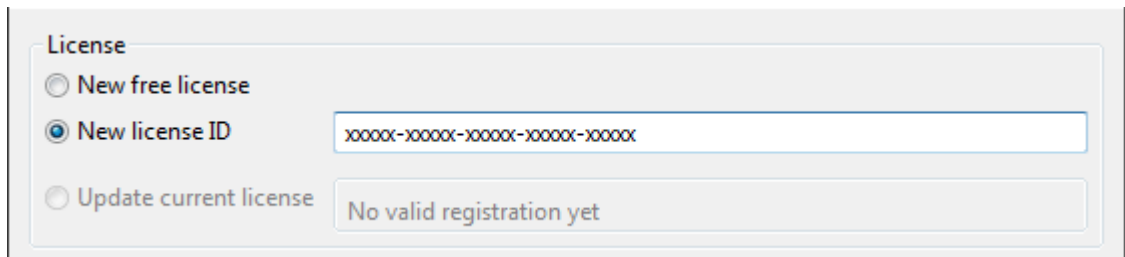 License
New free license
New license ID
xxxxx-xxxxx-xxxxx-xxxxx-xxxxx
Update current license
No valid registration yet